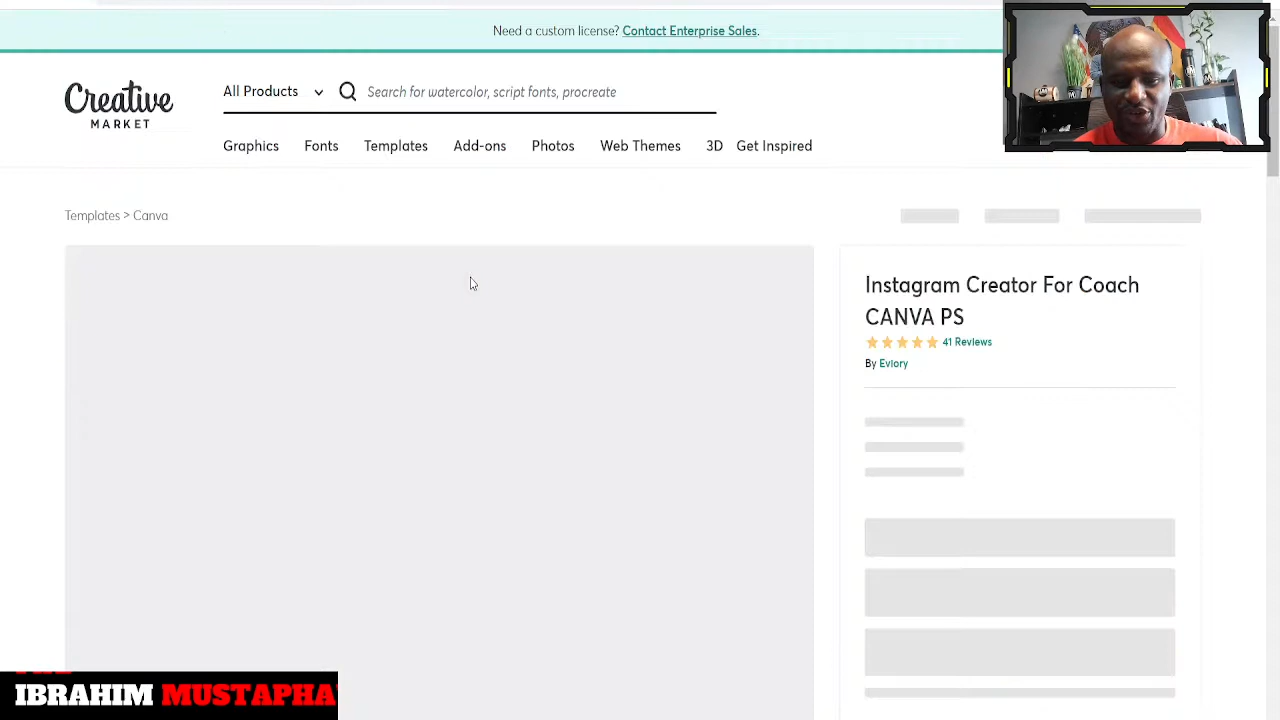 Need a custom license? Contact Enterprise Sales.
Creative
MARKET
All Products
Search for watercolor, script fonts, procreate
Graphics Fonts Templates Add-ons Photos Web Themes 3D Get Inspired
Templates > Canva
Instagram Creator For Coach
CANVA PS
41 Reviews
By Eviory
IBRAHIM MUSTAPHA